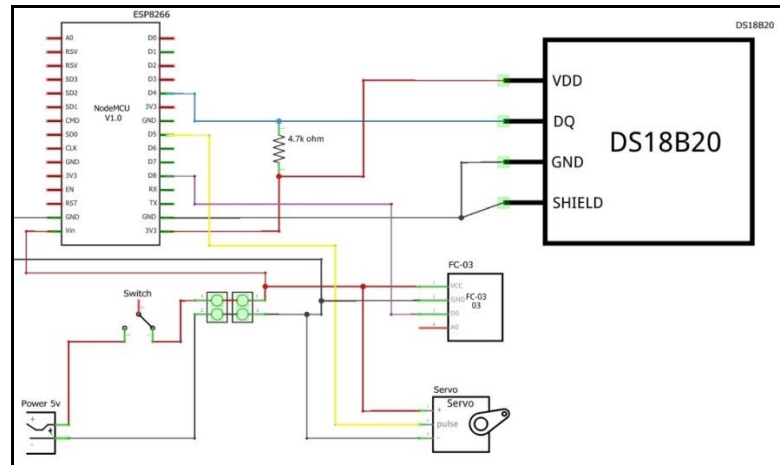 ESP8266
DS18B20
A0
RSV
RSV
SD3
SD2
SD1
CMD
SD0
CLK
GND
3V3
EN
RST
GND
Vin
NodeMCU
V1.0
D0
D1
D2
D3
D4
3V3
GND
D5
D6
D7
D8
RX
TX
GND
3V3
4.7k ohm
VDD
DQ
GND
SHIELD
DS18B20
FC-03
VCC
GND
D0
A0
FC-03
03
Switch
Power 5v
+
-
Servo
Servo
+
pulse
-